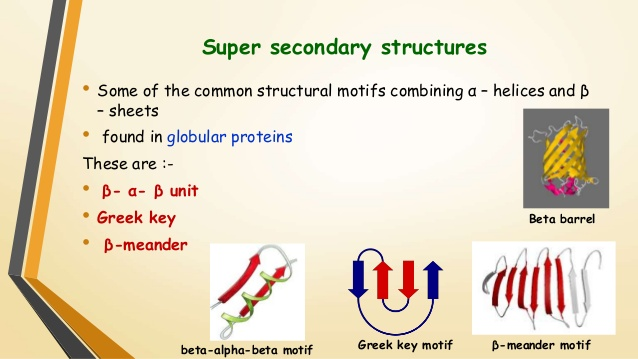 Super secondary structures
• Some of the common structural motifs combining α – helices and β
– sheets
• found in globular proteins
These are :-
• β- α- β unit
• Greek key
• β-meander
Beta barrel
beta-alpha-beta motif
Greek key motif
β-meander motif